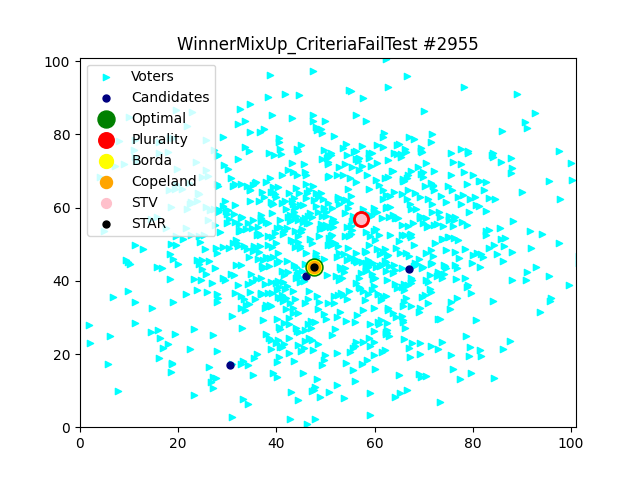 WinnerMixUp_CriteriaFailTest #2955
100
80
60
40
20
0
Voters
Candidates
Optimal
Plurality
Borda
Copeland
STV
STAR
0 20 40 60 80 100